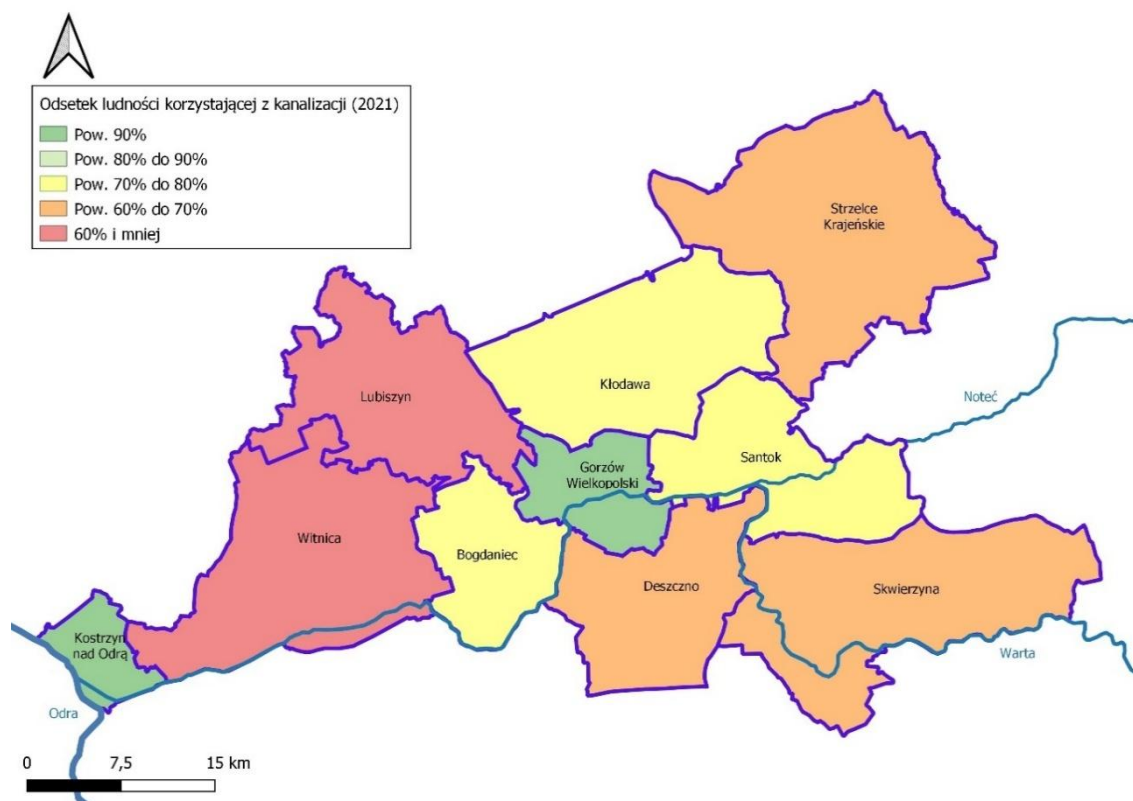 Odsetek ludności korzystającej z kanalizacji (2021)
Pow. 90%
Pow. 80% do 90%
Pow. 70% do 80%
Pow. 60% do 70%
60% i mniej
Strzelce
Krajeńskie
Kłodawa
Lubiszyn
Noteć
Santok
Gorzów
Wielkopolski
Witnica
Bogdaniec
Deszczno
Skwierzyna
Kostrzyn
nad Odrą
Warta
Odra
0 7,5 15 km